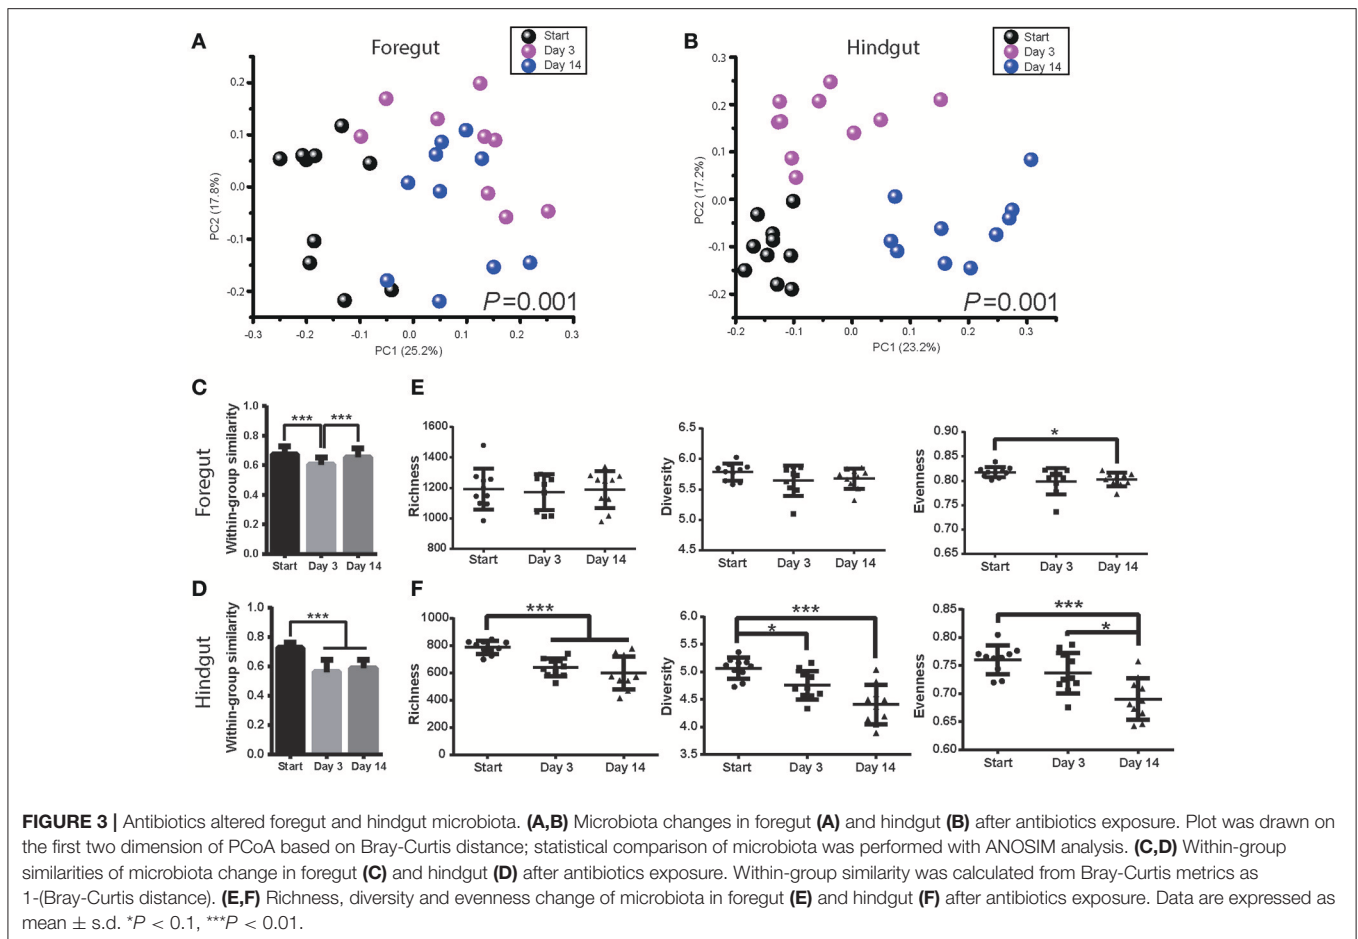 A
Foregut
Start
Day 3
Day 14
0.2
0.1
0.0
-0.1
-0.2
PC2 (17.8%)
-0.3
-0.2
-0.1
0.0
0.1
0.2
0.3
PC1 (25.2%)
P=0.001
B
Hindgut
Start
Day 3
Day 14
0.3
0.2
0.1
0.0
-0.1
-0.2
PC2 (17.2%)
-0.2
-0.1
0.0
0.1
0.2
0.3
PC1 (23.2%)
P=0.001
C
Foregut
Within-group similarity
1.0
0.8
0.6
0.4
0.2
0.0
*** ***
Start Day 3 Day 14
E
Richness
1600
1400
1200
1000
800
Start Day 3 Day 14
Diversity
6.5
6.0
5.5
5.0
4.5
Start Day 3 Day 14
Evenness
0.90
0.85
0.80
0.75
0.70
0.65
*
Start Day 3 Day 14
D
Hindgut
Within-group similarity
1.0
0.8
0.6
0.4
0.2
0.0
***
Start Day 3 Day 14
F
Richness
1000
800
600
400
200
0
***
Start Day 3 Day 14
Diversity
6.0
5.5
5.0
4.5
4.0
3.5
***
*
Start Day 3 Day 14
Evenness
0.85
0.80
0.75
0.70
0.65
0.60
***
*
Start Day 3 Day 14
FIGURE 3 | Antibiotics altered foregut and hindgut microbiota. (A,B) Microbiota changes in foregut (A) and hindgut (B) after antibiotics exposure. Plot was drawn on
the first two dimension of PCoA based on Bray-Curtis distance; statistical comparison of microbiota was performed with ANOSIM analysis. (C,D) Within-group
similarities of microbiota change in foregut (C) and hindgut (D) after antibiotics exposure. Within-group similarity was calculated from Bray-Curtis metrics as
1-(Bray-Curtis distance). (E,F) Richness, diversity and evenness change of microbiota in foregut (E) and hindgut (F) after antibiotics exposure. Data are expressed as
mean ± s.d. *P < 0.1, ***P < 0.01.